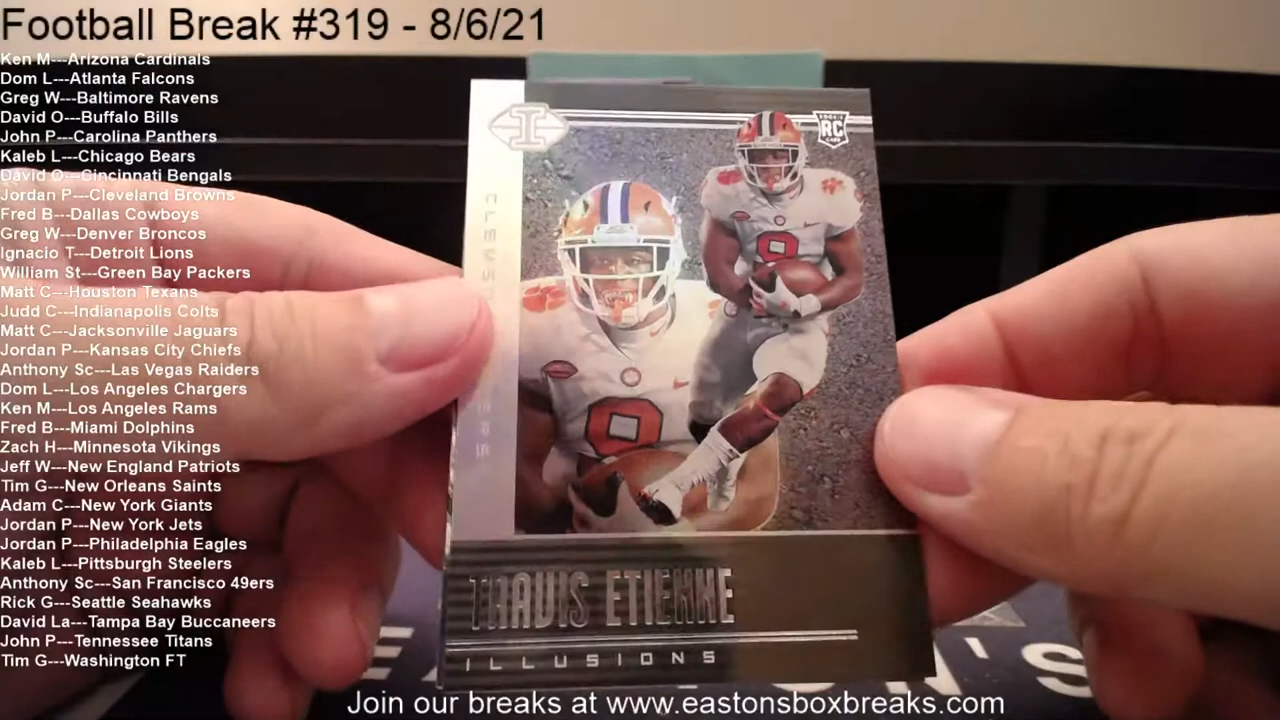 Football Break #319 - 8/6/21
Ken M---Arizona Cardinals
Dom L---Atlanta Falcons
Greg W---Baltimore Ravens
David O---Buffalo Bills
John P---Carolina Panthers
Kaleb L---Chicago Bears
David O---Cincinnati Bengals
Jordan P---Cleveland Browns
Fred B---Dallas Cowboys
Greg W---Denver Broncos
Ignacio T---Detroit Lions
William St---Green Bay Packers
Matt C---Houston Texans
Judd C---Indianapolis Colts
Matt C---Jacksonville Jaguars
Jordan P---Kansas City Chiefs
Anthony Sc---Las Vegas Raiders
Dom L---Los Angeles Chargers
Ken M---Los Angeles Rams
Fred B---Miami Dolphins
Zach H---Minnesota Vikings
Jeff W---New England Patriots
Tim G---New Orleans Saints
Adam C---New York Giants
Jordan P---New York Jets
Jordan P---Philadelphia Eagles
Kaleb L---Pittsburgh Steelers
Anthony Sc---San Francisco 49ers
Rick G---Seattle Seahawks
David La---Tampa Bay Buccaneers
John P---Tennessee Titans
Tim G---Washington FT
I
RC
9
9
TRAVIS ETIENNE
ILLUSIONS
Join our breaks at www.eastonsboxbreaks.com